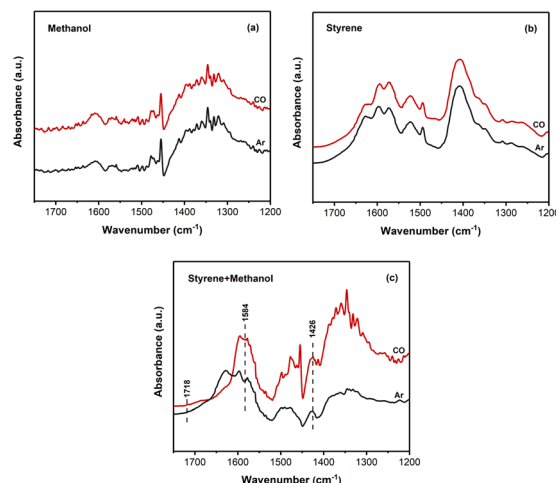 Methanol
(a)
Absorbance (a.u.)
CO
Ar
1700 1600 1500 1400 1300 1200
Wavenumber (cm⁻¹)
Styrene
(b)
Absorbance (a.u.)
CO
Ar
1700 1600 1500 1400 1300 1200
Wavenumber (cm⁻¹)
Styrene+Methanol
(c)
Absorbance (a.u.)
1718
1584
1426
CO
Ar
1700 1600 1500 1400 1300 1200
Wavenumber (cm⁻¹)